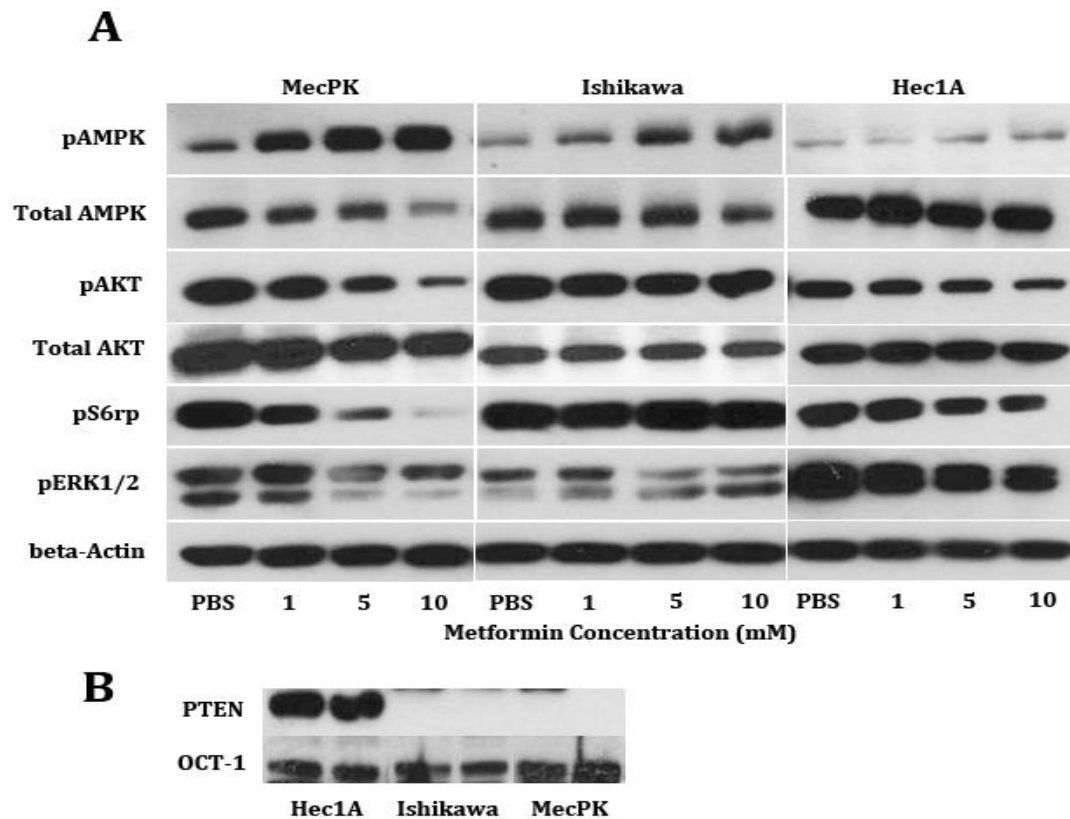 A
MecPK Ishikawa Hec1A
pAMPK
Total AMPK
pAKT
Total AKT
pS6rp
pERK1/2
beta-Actin
PBS 1 5 10 PBS 1 5 10 PBS 1 5 10
Metformin Concentration (mM)
B
PTEN
OCT-1
Hec1A Ishikawa MecPK